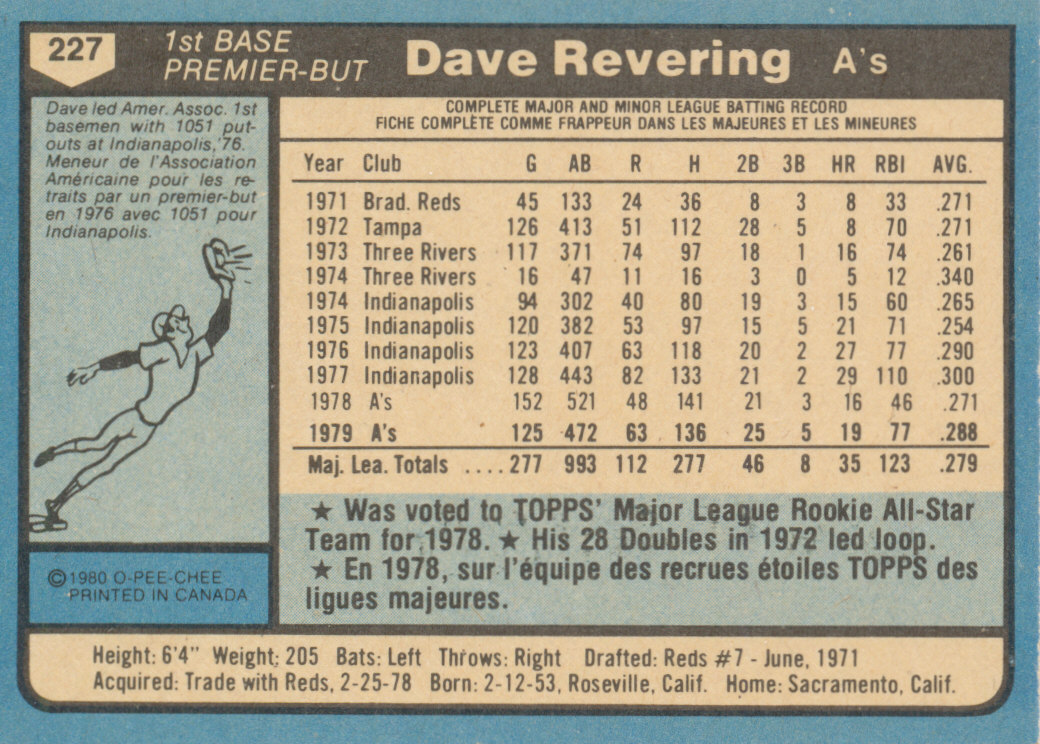 227
1st BASE
PREMIER-BUT
Dave Revering A's
Dave led Amer. Assoc. 1st
basemen with 1051 put-
outs at Indianapolis,'76.
Meneur de l'Association
Américaine pour les re-
traits par un premier-but
en 1976 avec 1051 pour
Indianapolis.
COMPLETE MAJOR AND MINOR LEAGUE BATTING RECORD
FICHE COMPLÈTE COMME FRAPPEUR DANS LES MAJEURES ET LES MINEURES
Year Club G AB R H 2B 3B HR RBI AVG.
1971 Brad. Reds 45 133 24 36 8 3 8 33 .271
1972 Tampa 126 413 51 112 28 5 8 70 .271
1973 Three Rivers 117 371 74 97 18 1 16 74 .261
1974 Three Rivers 16 47 11 16 3 0 5 12 .340
1974 Indianapolis 94 302 40 80 19 3 15 60 .265
1975 Indianapolis 120 382 53 97 15 5 21 71 .254
1976 Indianapolis 123 407 63 118 20 2 27 77 .290
1977 Indianapolis 128 443 82 133 21 2 29 110 .300
1978 A's 152 521 48 141 21 3 16 46 .271
1979 A's 125 472 63 136 25 5 19 77 .288
Maj. Lea. Totals ....277 993 112 277 46 8 35 123 .279
★ Was voted to TOPPS' Major League Rookie All-Star
Team for 1978. ★ His 28 Doubles in 1972 led loop.
★ En 1978, sur l'équipe des recrues étoiles TOPPS des
ligues majeures.
©1980 O-PEE-CHEE
PRINTED IN CANADA
Height: 6'4" Weight: 205 Bats: Left Throws: Right Drafted: Reds #7 - June, 1971
Acquired: Trade with Reds, 2-25-78 Born: 2-12-53, Roseville, Calif. Home: Sacramento, Calif.